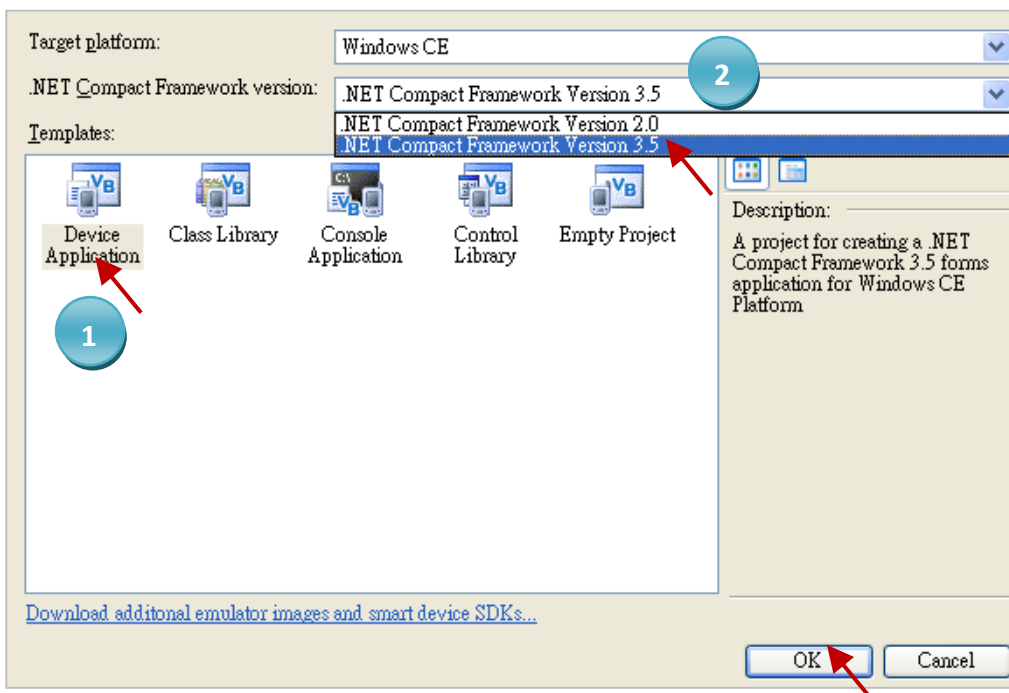 Target platform:
Windows CE
2
.NET Compact Framework version:
.NET Compact Framework Version 3.5
.NET Compact Framework Version 2.0
.NET Compact Framework Version 3.5
Templates:
VB
VB
C:\
VB
VB
VB
Device
Application
Class Library
Console
Application
Control
Library
Empty Project
1
Description:
A project for creating a .NET
Compact Framework 3.5 forms
application for Windows CE
Platform
Download additonal emulator images and smart device SDKs...
OK
Cancel